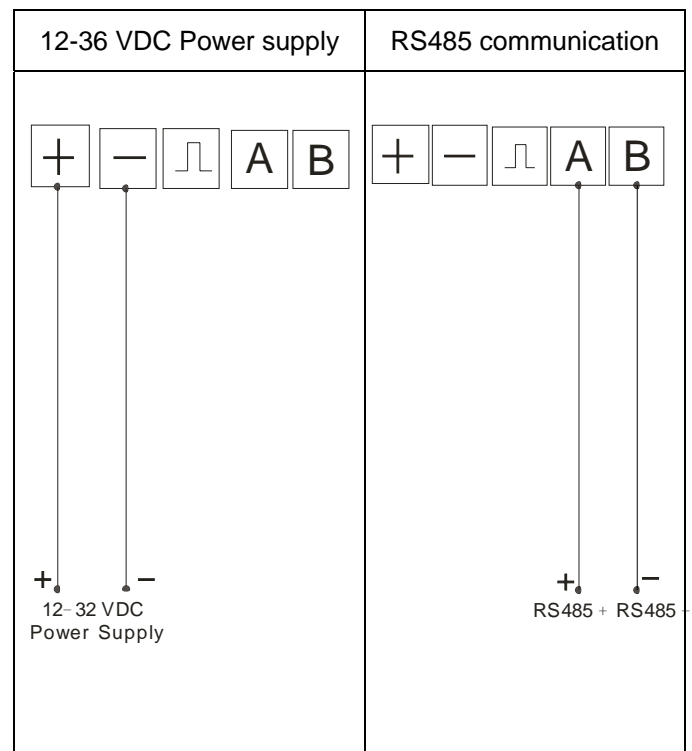 12-36 VDC Power supply
RS485 communication
+ − ⎍ A B
+ − ⎍ A B
+ −
12-32 VDC
Power Supply
+ −
RS485 + RS485 -